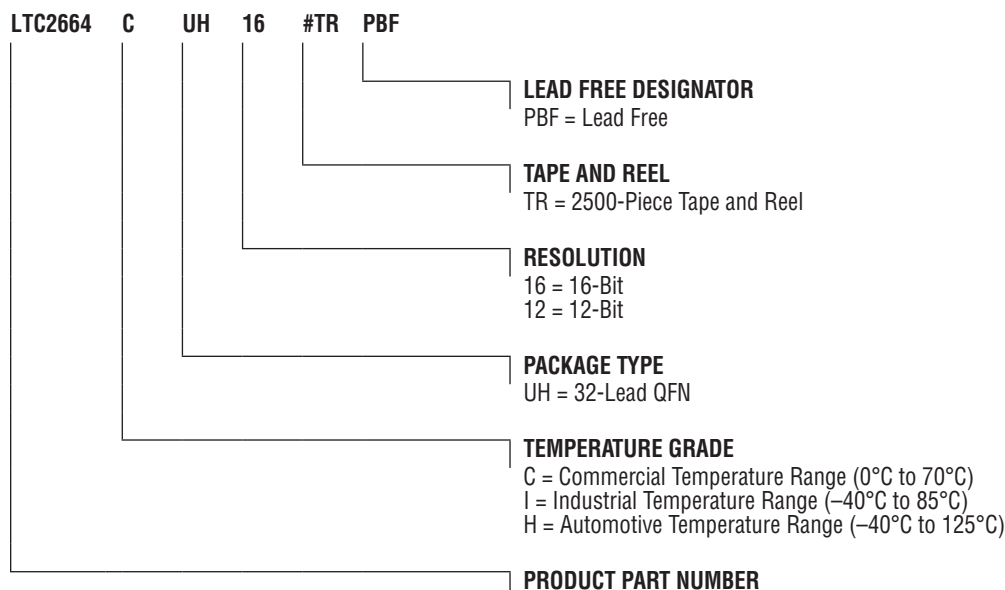 LTC2664 C UH 16 #TR PBF
LEAD FREE DESIGNATOR
PBF = Lead Free
TAPE AND REEL
TR = 2500-Piece Tape and Reel
RESOLUTION
16 = 16-Bit
12 = 12-Bit
PACKAGE TYPE
UH = 32-Lead QFN
TEMPERATURE GRADE
C = Commercial Temperature Range (0°C to 70°C)
I = Industrial Temperature Range (–40°C to 85°C)
H = Automotive Temperature Range (–40°C to 125°C)
PRODUCT PART NUMBER